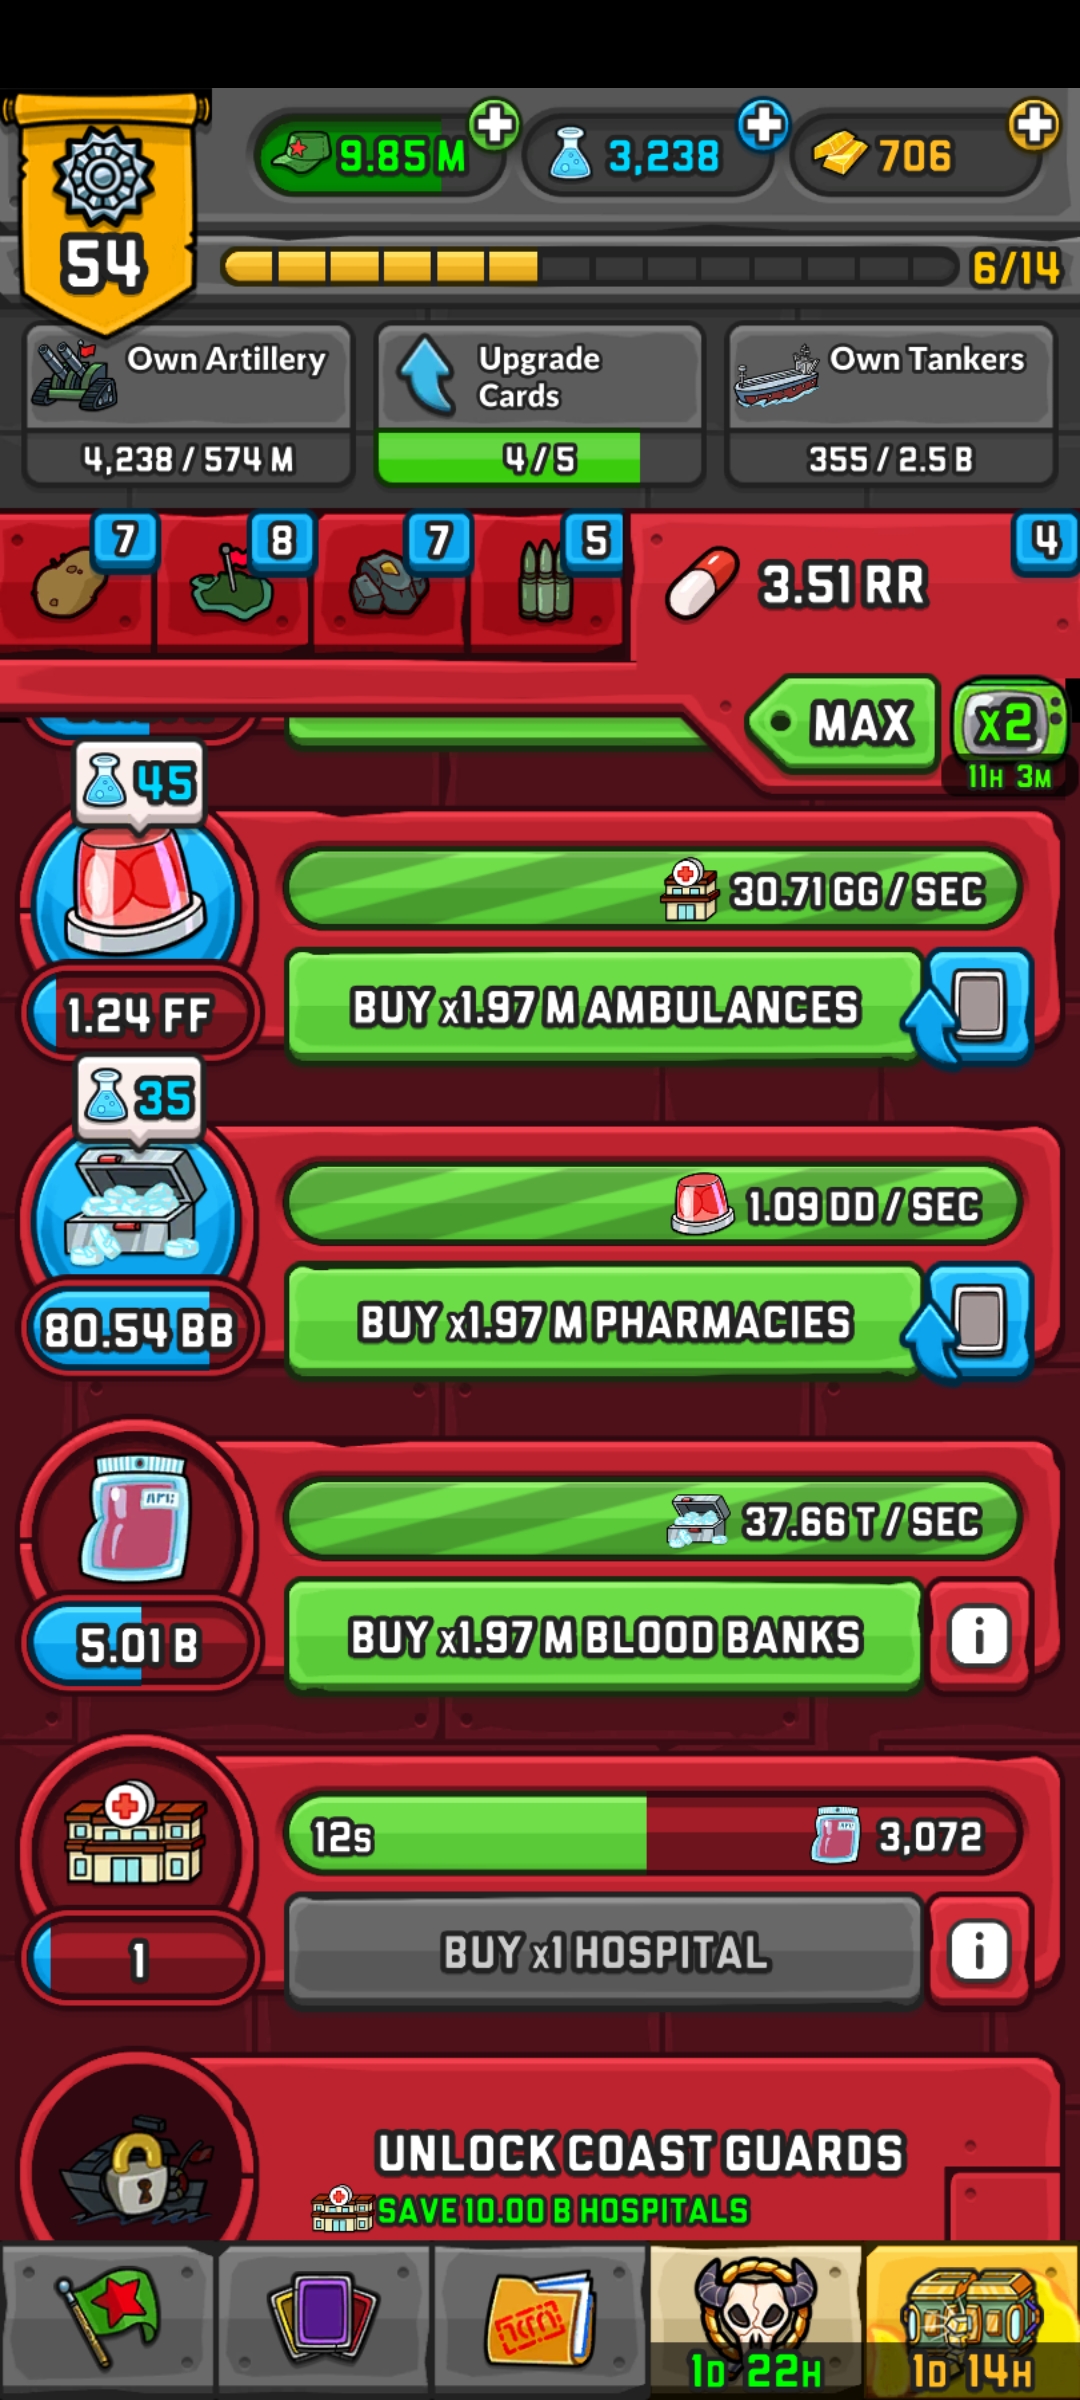 9.85 M
3,238
706
54
6/14
Own Artillery
4,238 / 574 M
Upgrade
Cards
4 / 5
Own Tankers
355 / 2.5 B
7
8
7
5
3.51 RR
4
MAX
x2
11H 3M
45
30.71 GG / SEC
1.24 FF
BUY x1.97 M AMBULANCES
35
1.09 DD / SEC
80.54 BB
BUY x1.97 M PHARMACIES
37.66 T / SEC
5.01 B
BUY x1.97 M BLOOD BANKS
i
12s
3,072
1
BUY x1 HOSPITAL
i
UNLOCK COAST GUARDS
SAVE 10.00 B HOSPITALS
1D 22H
1D 14H